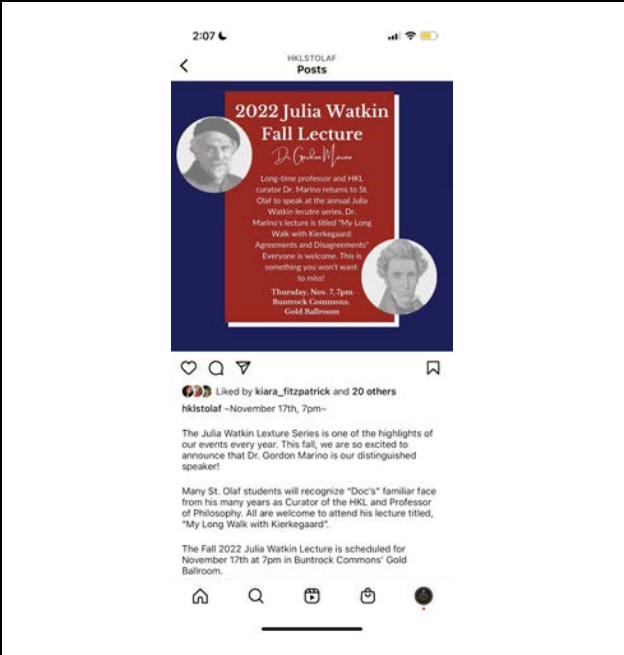 2:07
HKLSTOLAF
Posts
2022 Julia Watkin
Fall Lecture
Dr. Gordon Marino
Long-time professor and HKL
curator Dr. Marino returns to St.
Olaf to speak at the annual Julia
Watkin lecutre series. Dr.
Marino's lecture is titled "My Long
Walk with Kierkegaard:
Agreements and Disagreements"
Everyone is welcome. This is
something you won't want
to miss!
Thursday, Nov. 7, 7pm
Buntrock Commons:
Gold Ballroom
Liked by kiara_fitzpatrick and 20 others
hklstolaf ~November 17th, 7pm~
The Julia Watkin Lexture Series is one of the highlights of
our events every year. This fall, we are so excited to
announce that Dr. Gordon Marino is our distinguished
speaker!
Many St. Olaf students will recognize "Doc's" familiar face
from his many years as Curator of the HKL and Professor
of Philosophy. All are welcome to attend his lecture titled,
"My Long Walk with Kierkegaard".
The Fall 2022 Julia Watkin Lecture is scheduled for
November 17th at 7pm in Buntrock Commons' Gold
Ballroom.